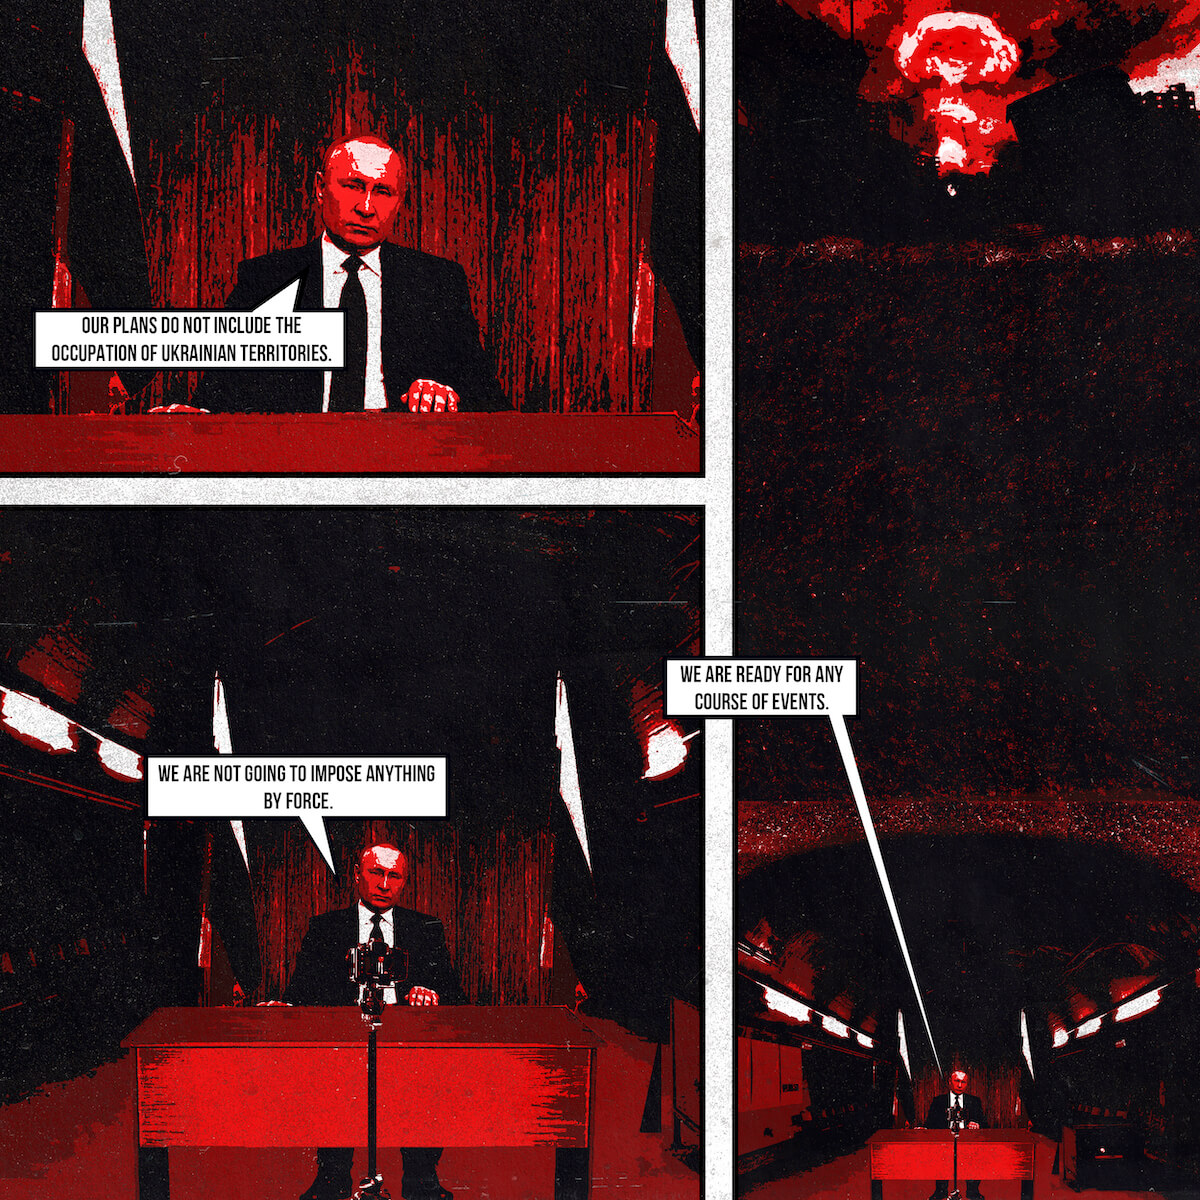 OUR PLANS DO NOT INCLUDE THE
OCCUPATION OF UKRAINIAN TERRITORIES.
WE ARE NOT GOING TO IMPOSE ANYTHING
BY FORCE.
WE ARE READY FOR ANY
COURSE OF EVENTS.